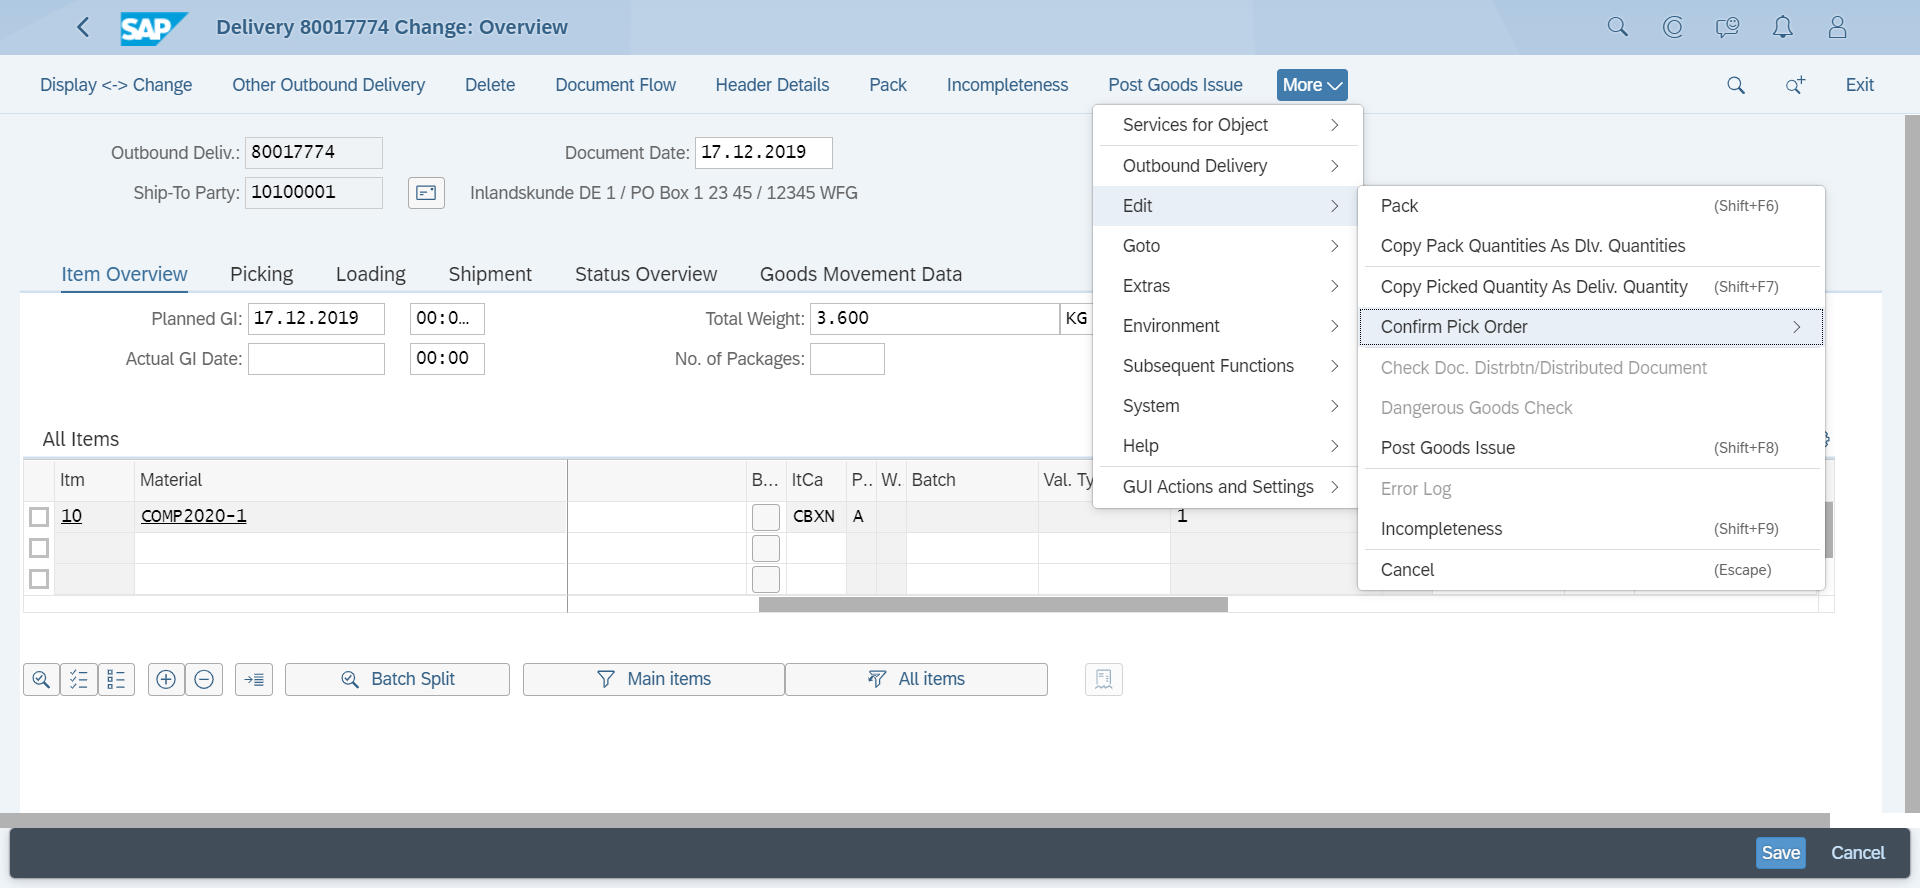 SAP Delivery 80017774 Change: Overview
Display <-> Change Other Outbound Delivery Delete Document Flow Header Details Pack Incompleteness Post Goods Issue More Exit
Outbound Deliv.: 80017774 Document Date: 17.12.2019
Ship-To Party: 10100001 Inlandskunde DE 1 / PO Box 1 23 45 / 12345 WFG
Item Overview Picking Loading Shipment Status Overview Goods Movement Data
Planned GI: 17.12.2019 00:0... Total Weight: 3.600 KG
Actual GI Date: 00:00 No. of Packages:
All Items
Itm Material B... ItCa P.. W. Batch Val. Ty
10 COMP2020-1 CBXN A 1
Batch Split Main items All items
Services for Object
Outbound Delivery
Edit
Goto
Extras
Environment
Subsequent Functions
System
Help
GUI Actions and Settings
Pack (Shift+F6)
Copy Pack Quantities As Dlv. Quantities
Copy Picked Quantity As Deliv. Quantity (Shift+F7)
Confirm Pick Order
Check Doc. Distrbtn/Distributed Document
Dangerous Goods Check
Post Goods Issue (Shift+F8)
Error Log
Incompleteness (Shift+F9)
Cancel (Escape)
Save Cancel